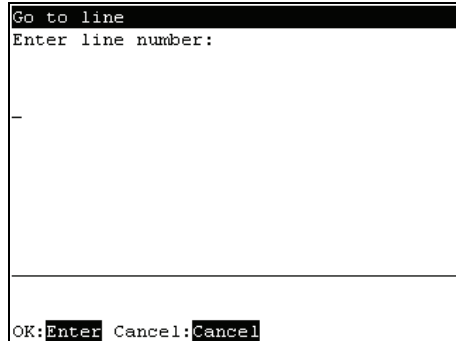 Go to line
Enter line number:
_
OK:Enter Cancel:Cancel